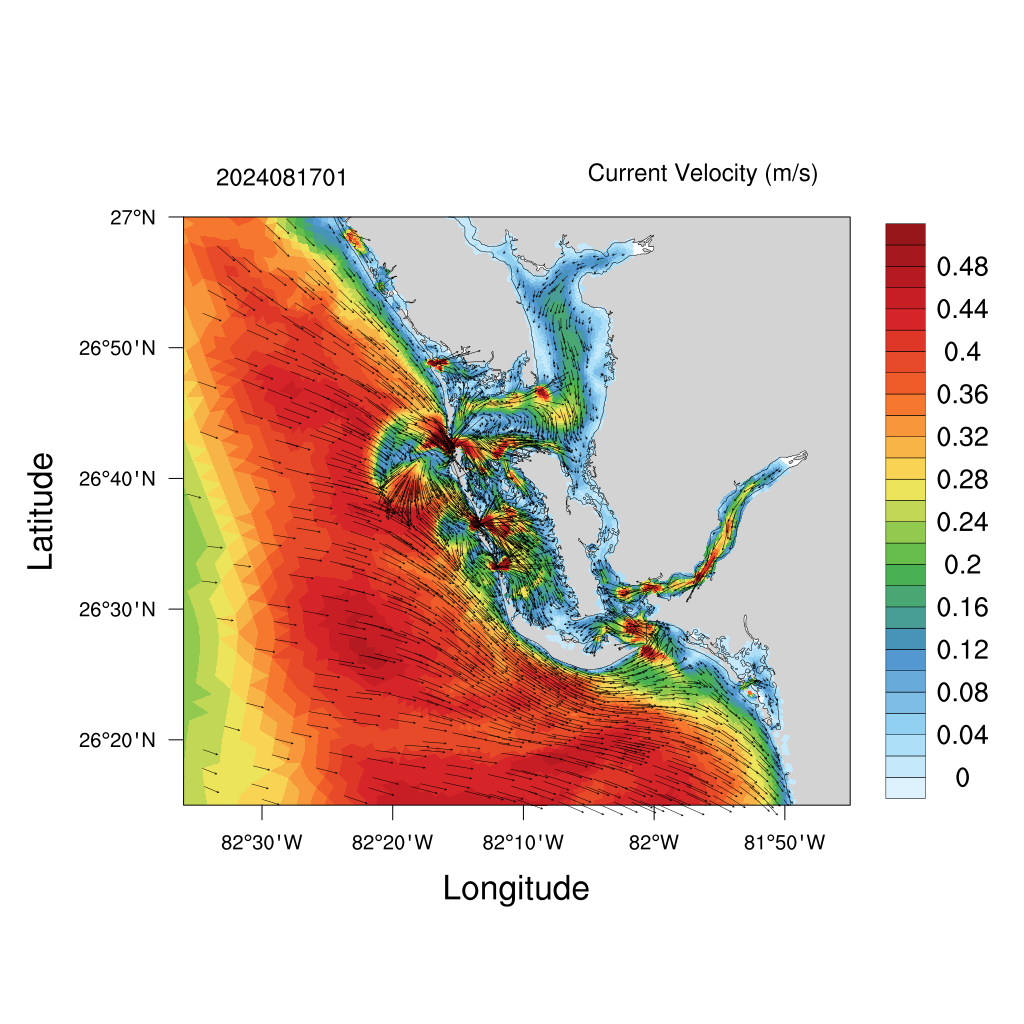 2024081701
Current Velocity (m/s)
27°N
26°50'N
26°40'N
26°30'N
26°20'N
Latitude
82°30'W
82°20'W
82°10'W
82°W
81°50'W
Longitude
0.48
0.44
0.4
0.36
0.32
0.28
0.24
0.2
0.16
0.12
0.08
0.04
0